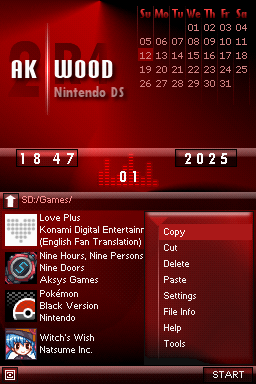 Su Mo Tu We Th Fr Sa
01 02 03 04
05 06 07 08 09 10 11
12 13 14 15 16 17 18
19 20 21 22 23 24 25
26 27 28 29 30 31
AK WOOD
Nintendo DS
18 47
01
2025
SD:/Games/
Love Plus
Konami Digital Entertainm
(English Fan Translation)
Nine Hours, Nine Persons
Nine Doors
Aksys Games
Pokémon
Black Version
Nintendo
Witch's Wish
Natsume Inc.
Copy
Cut
Delete
Paste
Settings
File Info
Help
Tools
START